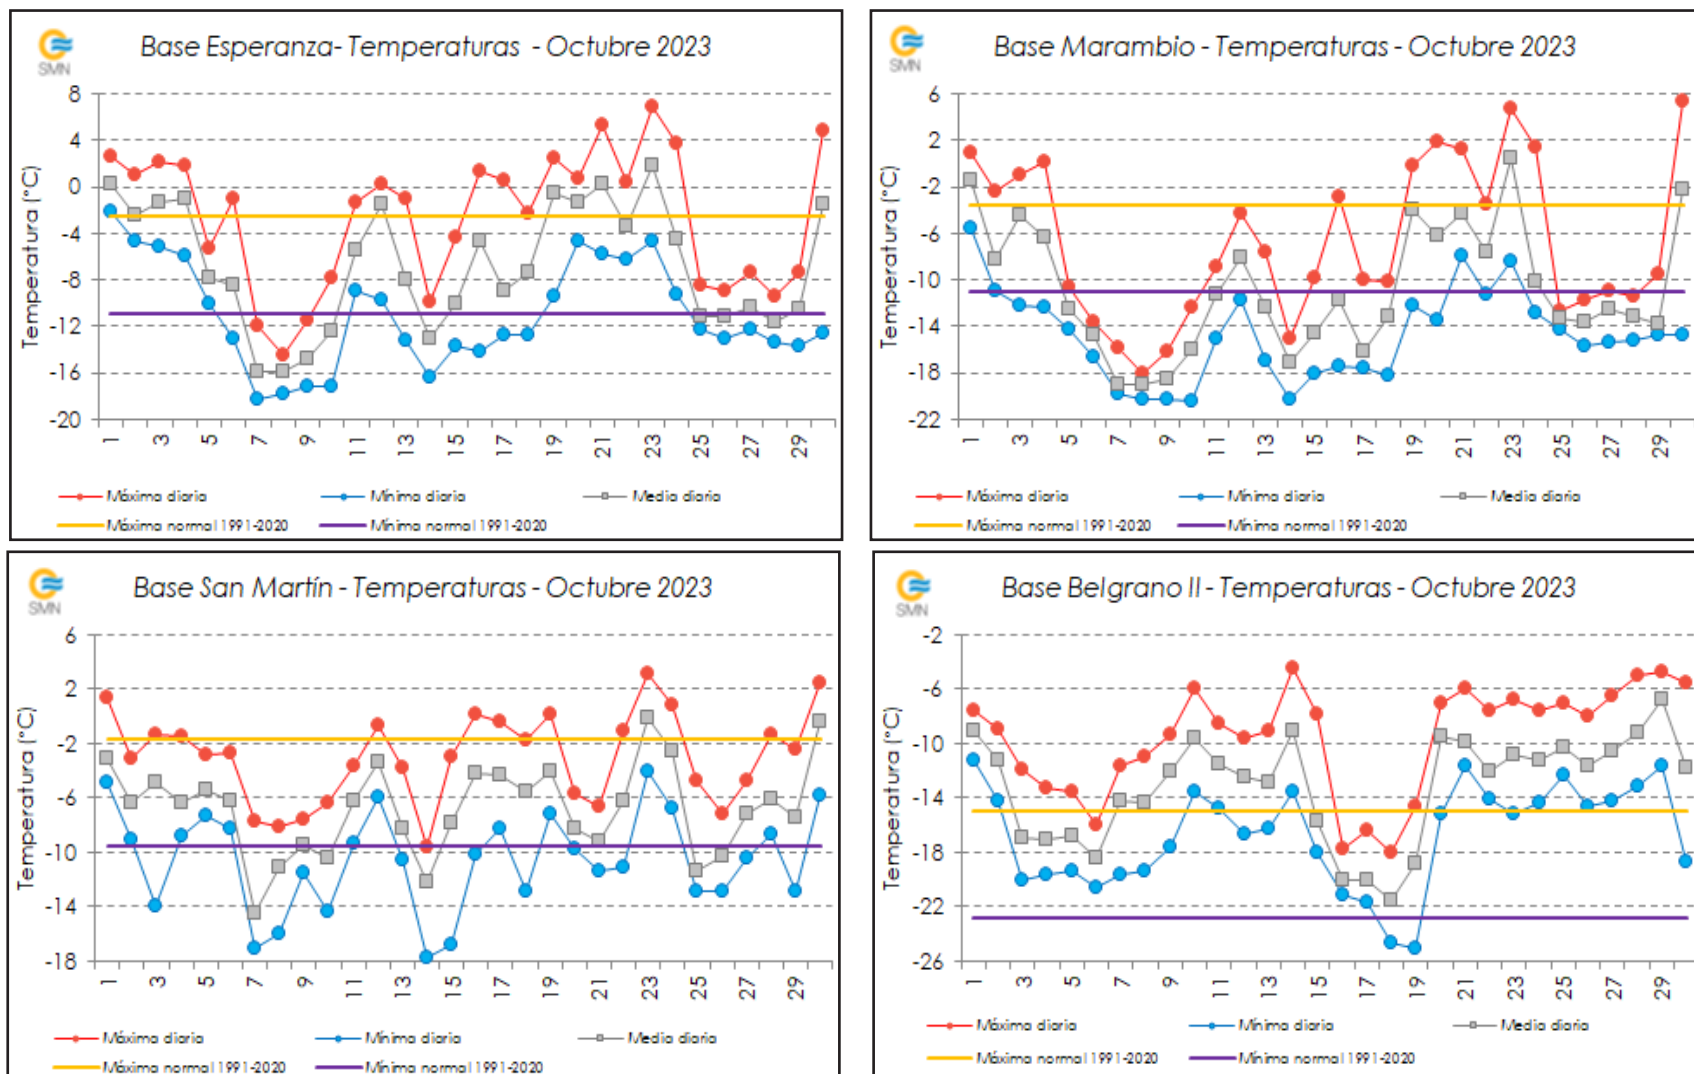 SMN
Base Esperanza- Temperaturas - Octubre 2023
Temperatura (°C)
8
4
0
-4
-8
-12
-16
-20
1 3 5 7 9 11 13 15 17 19 21 23 25 27 29
Máxima diaria Mínima diaria Media diaria
Máxima normal 1991-2020 Mínima normal 1991-2020
SMN
Base Marambio - Temperaturas - Octubre 2023
Temperatura (°C)
6
2
-2
-6
-10
-14
-18
-22
1 3 5 7 9 11 13 15 17 19 21 23 25 27 29
Máxima diaria Mínima diaria Media diaria
Máxima normal 1991-2020 Mínima normal 1991-2020
SMN
Base San Martín - Temperaturas - Octubre 2023
Temperatura (°C)
6
2
-2
-6
-10
-14
-18
1 3 5 7 9 11 13 15 17 19 21 23 25 27 29
Máxima diaria Mínima diaria Media diaria
Máxima normal 1991-2020 Mínima normal 1991-2020
SMN
Base Belgrano II - Temperaturas - Octubre 2023
Temperatura (°C)
-2
-6
-10
-14
-18
-22
-26
1 3 5 7 9 11 13 15 17 19 21 23 25 27 29
Máxima diaria Mínima diaria Media diaria
Máxima normal 1991-2020 Mínima normal 1991-2020